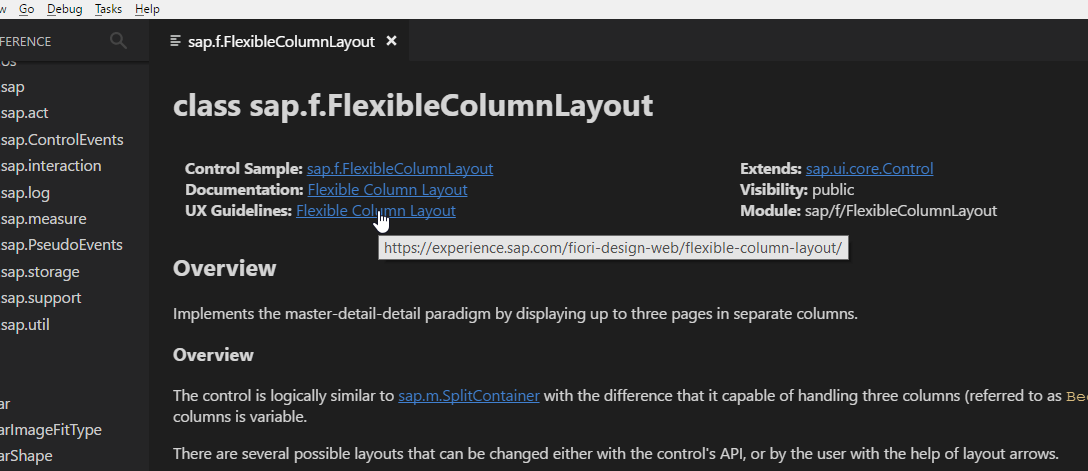 Go Debug Tasks Help
FERENCE
sap.f.FlexibleColumnLayout ×
sap
sap.act
sap.ControlEvents
sap.interaction
sap.log
sap.measure
sap.PseudoEvents
sap.storage
sap.support
sap.util
ar
arImageFitType
arShape
class sap.f.FlexibleColumnLayout
Control Sample: sap.f.FlexibleColumnLayout
Documentation: Flexible Column Layout
UX Guidelines: Flexible Column Layout
Extends: sap.ui.core.Control
Visibility: public
Module: sap/f/FlexibleColumnLayout
https://experience.sap.com/fiori-design-web/flexible-column-layout/
Overview
Implements the master-detail-detail paradigm by displaying up to three pages in separate columns.
Overview
The control is logically similar to sap.m.SplitContainer with the difference that it capable of handling three columns (referred to as Be
columns is variable.
There are several possible layouts that can be changed either with the control's API, or by the user with the help of layout arrows.